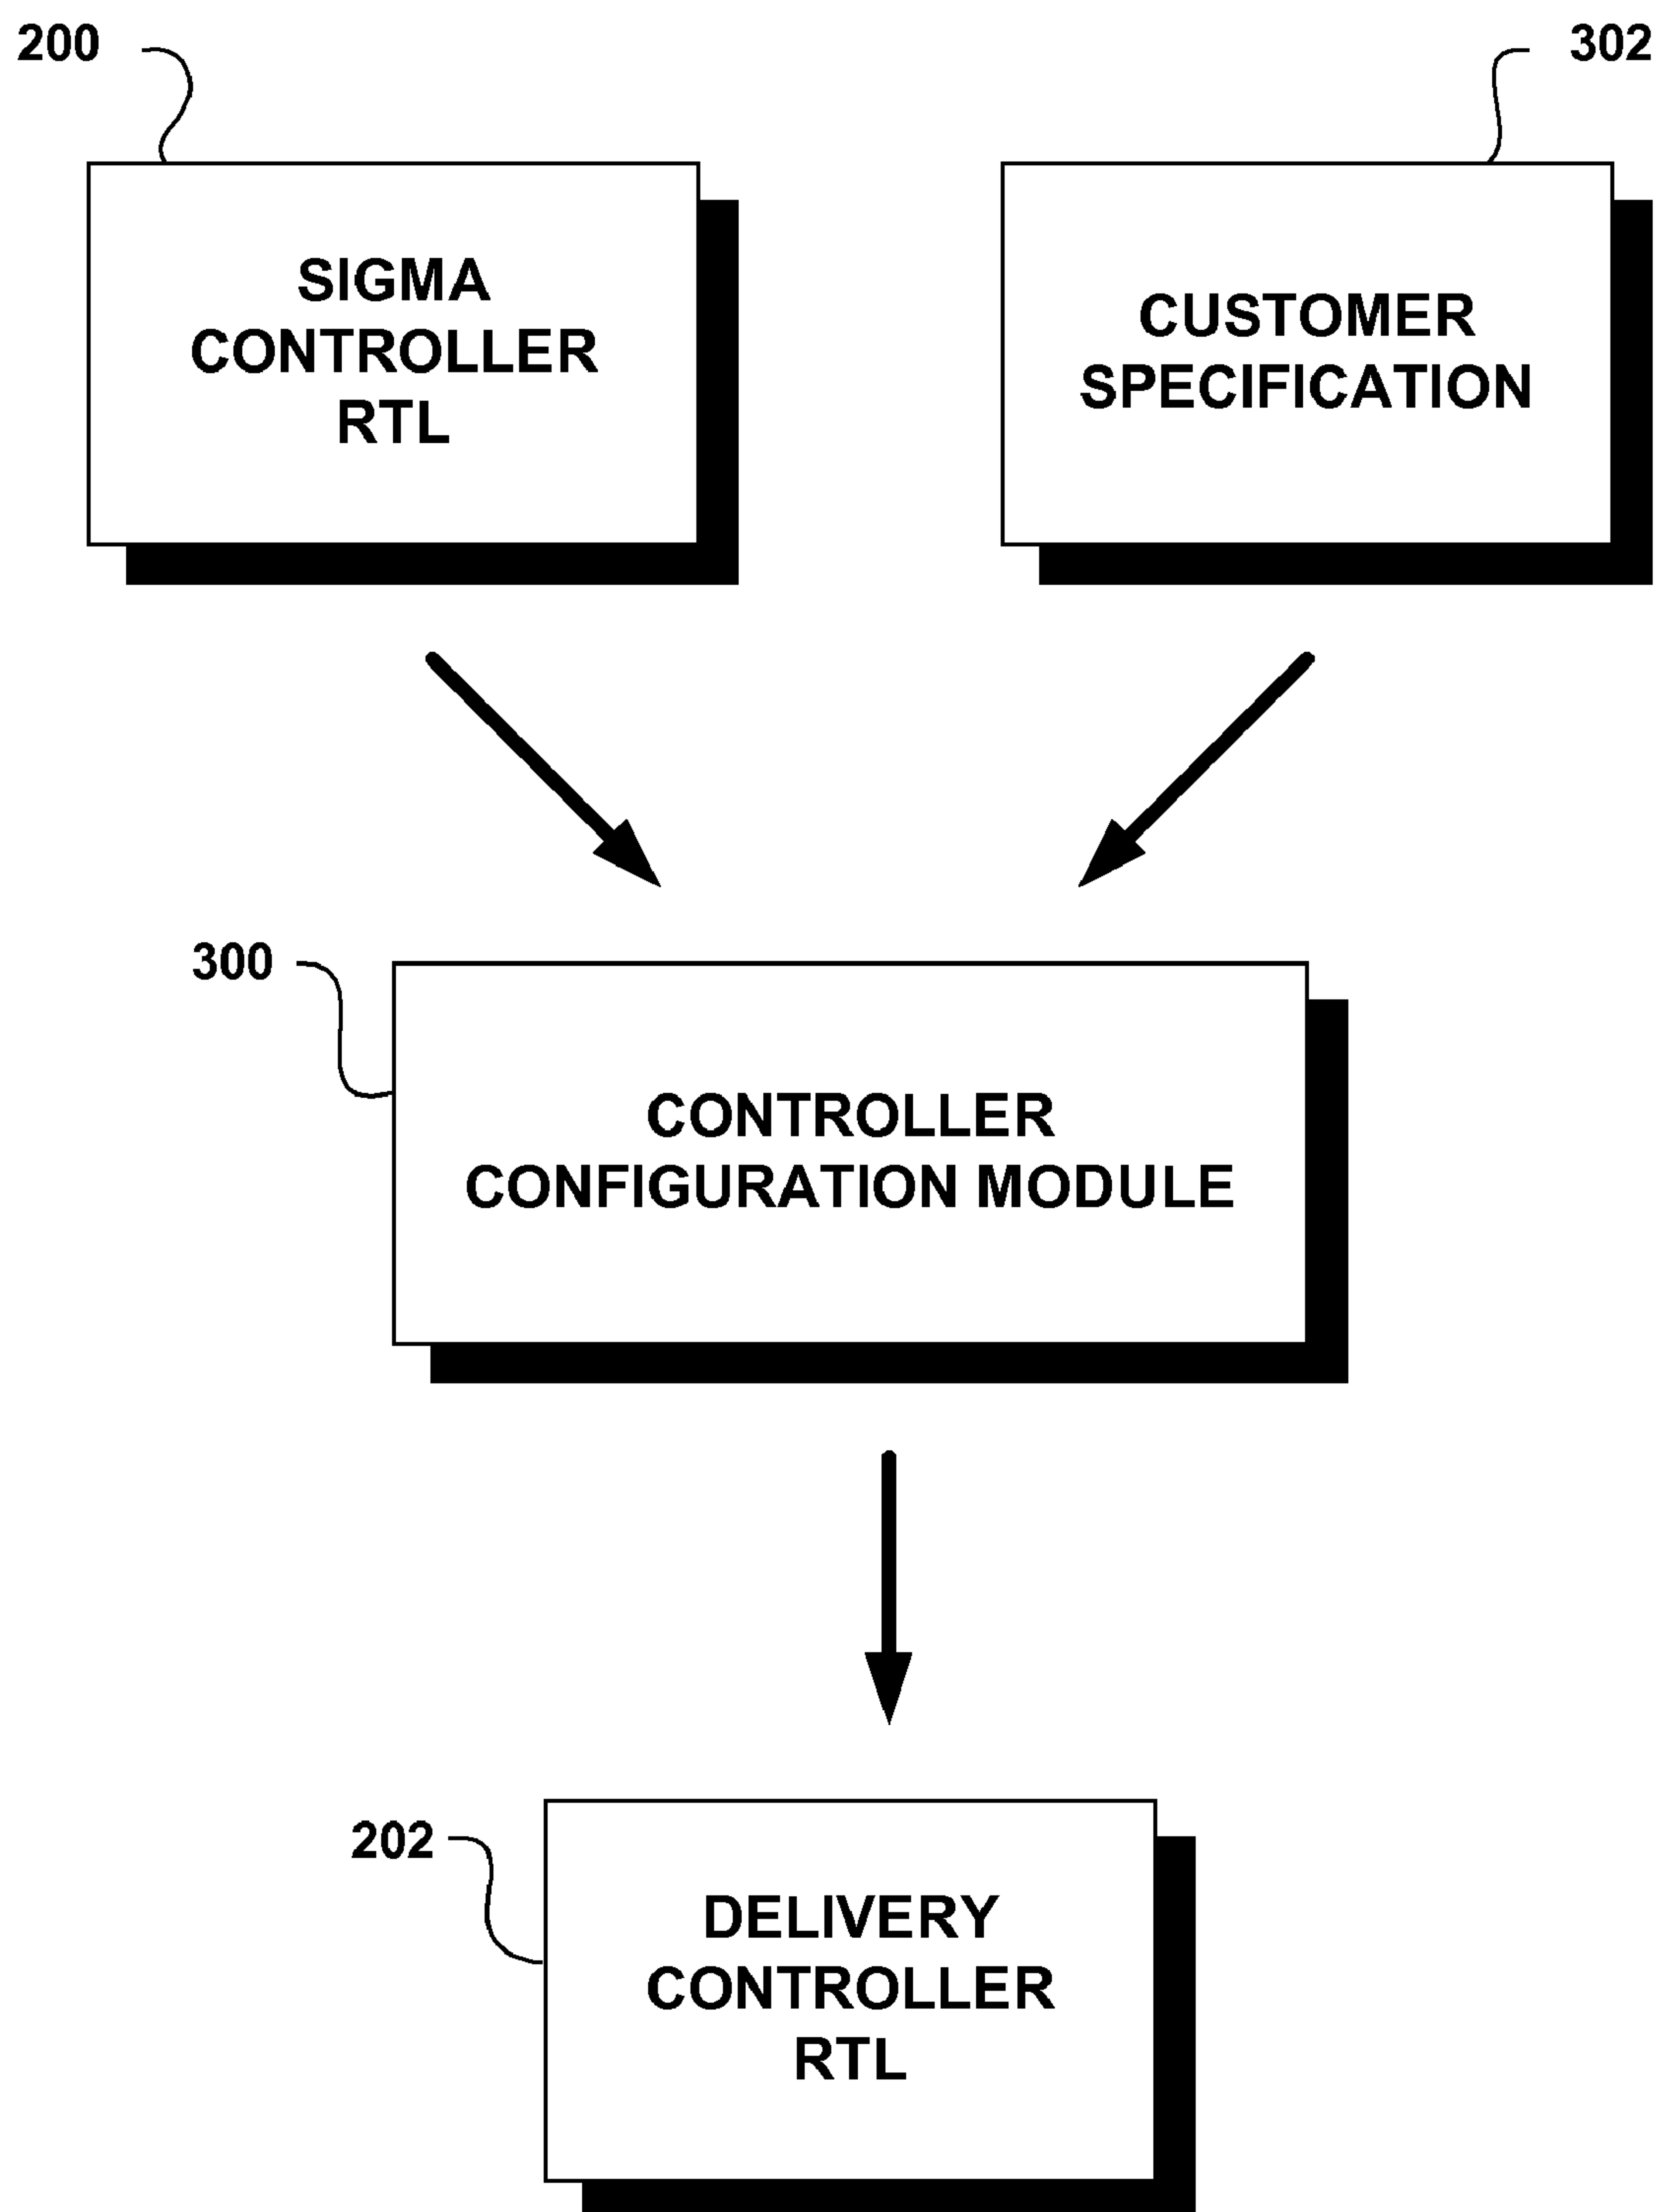 200
302
SIGMA
CONTROLLER
RTL
CUSTOMER
SPECIFICATION
300
CONTROLLER
CONFIGURATION MODULE
202
DELIVERY
CONTROLLER
RTL